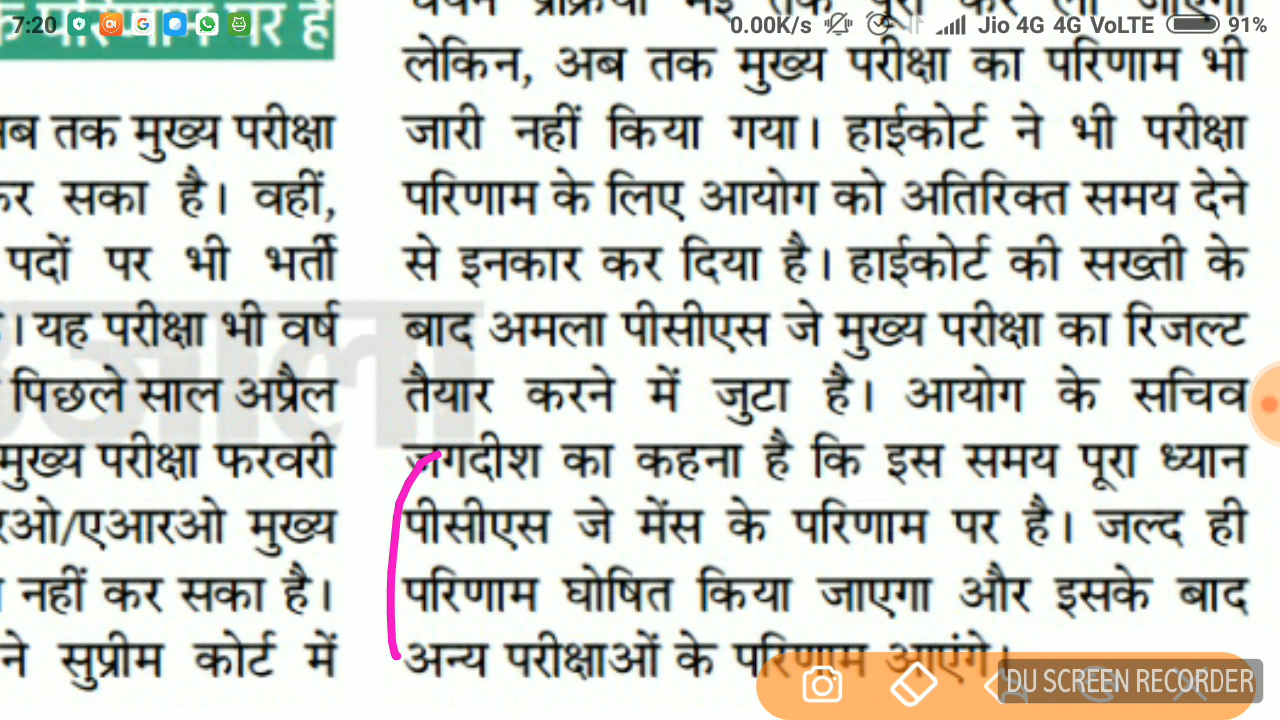 7:20
0.00K/s
Jio 4G 4G VoLTE
91%
के परिणाम पर है
तक मुख्य परीक्षा
सका है। वहीं,
पदों पर भी भर्ती
। यह परीक्षा भी वर्ष
पिछले साल अप्रैल
मुख्य परीक्षा फरवरी
मुख्य
नहीं कर सका है।
ने सुप्रीम कोर्ट में
लेकिन, अब तक मुख्य परीक्षा का परिणाम भी
जारी नहीं किया गया। हाईकोर्ट ने भी परीक्षा
परिणाम के लिए आयोग को अतिरिक्त समय देने
से इनकार कर दिया है। हाईकोर्ट की सख्ती के
बाद अमला पीसीएस जे मुख्य परीक्षा का रिजल्ट
तैयार करने में जुटा है। आयोग के सचिव
जगदीश का कहना है कि इस समय पूरा ध्यान
पीसीएस जे मेंस के परिणाम पर है। जल्द ही
परिणाम घोषित किया जाएगा और इसके बाद
अन्य परीक्षाओं के परिणाम आएंगे।
DU SCREEN RECORDER